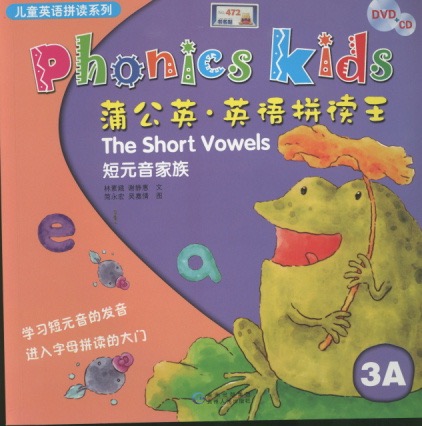 儿童英语拼读系列
472
DVD+CD
Phonics Kids
蒲公英·英语拼读王
The Short Vowels
短元音家族
e
a
学习短元音的发音
进入字母拼读的大门
3A